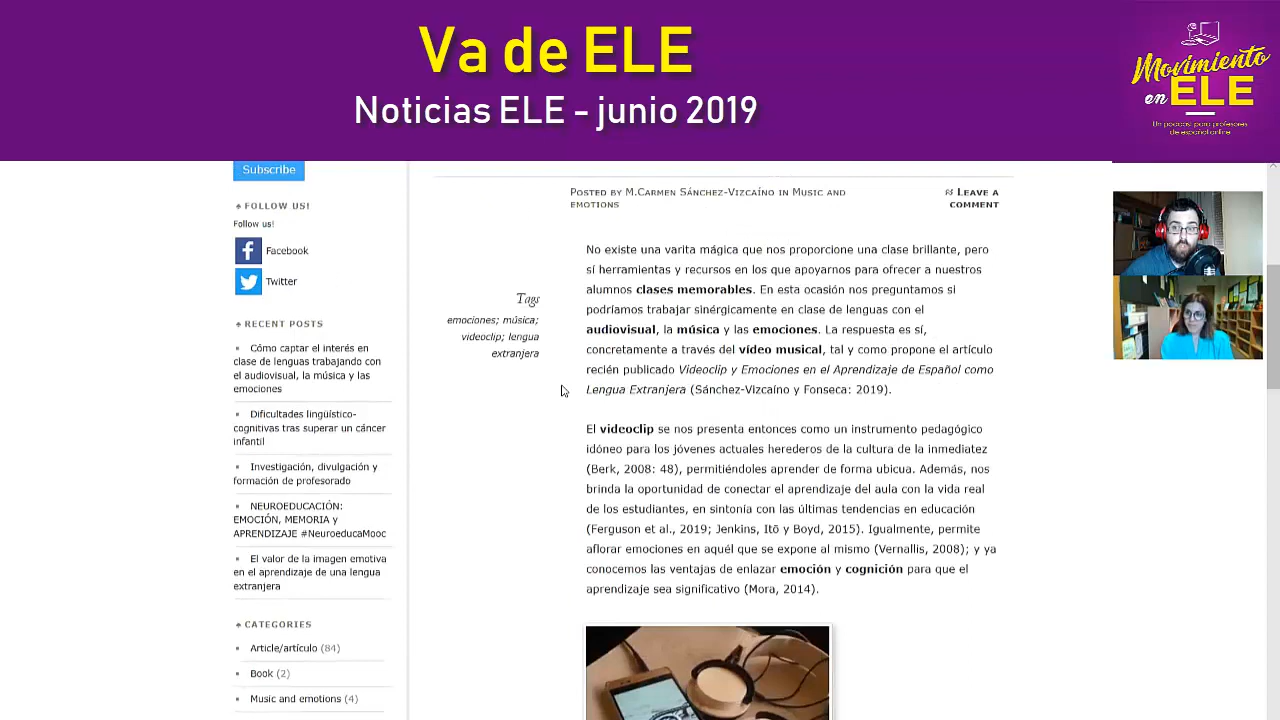 Va de ELE
Noticias ELE - junio 2019
Movimiento
en ELE
Un podcast para profesores
de español online
Subscribe
♠ FOLLOW US!
Follow us!
Facebook
Twitter
♠ RECENT POSTS
Cómo captar el interés en
clase de lenguas trabajando con
el audiovisual, la música y las
emociones
Dificultades lingüístico-
cognitivas tras superar un cáncer
infantil
Investigación, divulgación y
formación de profesorado
NEUROEDUCACIÓN:
EMOCIÓN, MEMORIA y
APRENDIZAJE #NeuroeducaMooc
El valor de la imagen emotiva
en el aprendizaje de una lengua
extranjera
♠ CATEGORIES
Article/artículo (84)
Book (2)
Music and emotions (4)
Posted by M.Carmen Sánchez-Vizcaíno in Music and
emotions
Leave a
comment
Tags
emociones; música;
videoclip; lengua
extranjera
No existe una varita mágica que nos proporcione una clase brillante, pero
sí herramientas y recursos en los que apoyarnos para ofrecer a nuestros
alumnos clases memorables. En esta ocasión nos preguntamos si
podríamos trabajar sinérgicamente en clase de lenguas con el
audiovisual, la música y las emociones. La respuesta es sí,
concretamente a través del vídeo musical, tal y como propone el artículo
recién publicado Videoclip y Emociones en el Aprendizaje de Español como
Lengua Extranjera (Sánchez-Vizcaíno y Fonseca: 2019).
El videoclip se nos presenta entonces como un instrumento pedagógico
idóneo para los jóvenes actuales herederos de la cultura de la inmediatez
(Berk, 2008: 48), permitiéndoles aprender de forma ubicua. Además, nos
brinda la oportunidad de conectar el aprendizaje del aula con la vida real
de los estudiantes, en sintonía con las últimas tendencias en educación
(Ferguson et al., 2019; Jenkins, Itō y Boyd, 2015). Igualmente, permite
aflorar emociones en aquél que se expone al mismo (Vernallis, 2008); y ya
conocemos las ventajas de enlazar emoción y cognición para que el
aprendizaje sea significativo (Mora, 2014).